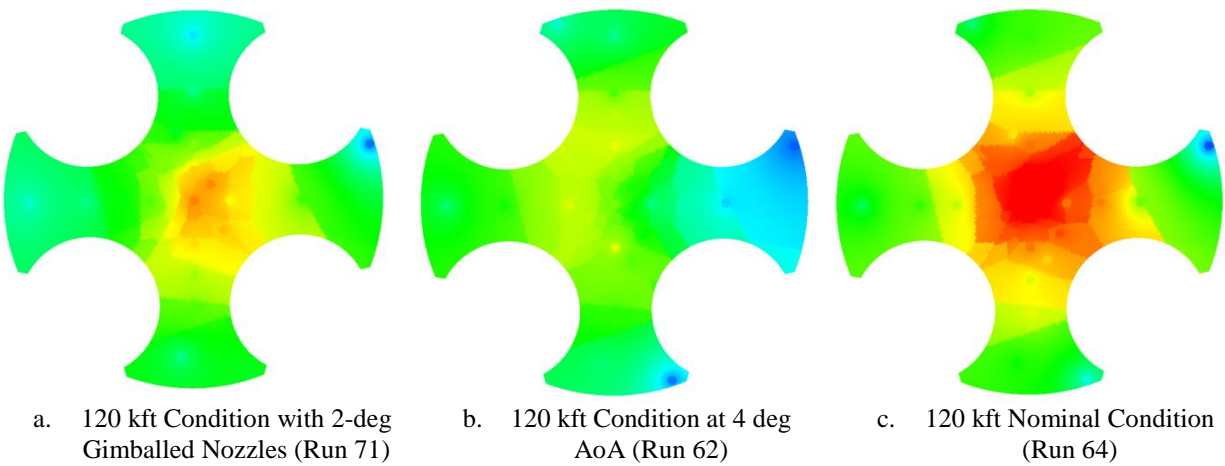 a. 120 kft Condition with 2-deg
Gimballed Nozzles (Run 71)
b. 120 kft Condition at 4 deg
AoA (Run 62)
c. 120 kft Nominal Condition
(Run 64)